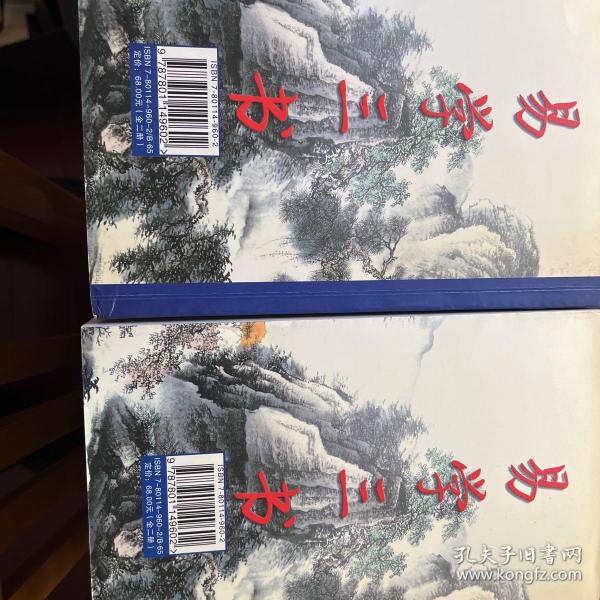 易学三书
ISBN 7-80114-960-2
9 787801 149602>
ISBN 7-80114-960-2/B·65
定价：68.00元（全二册）
易学三书
ISBN 7-80114-960-2
9 787801 149602>
ISBN 7-80114-960-2/B·65
定价：68.00元（全二册）
孔夫子旧书网
www.kongfz.com